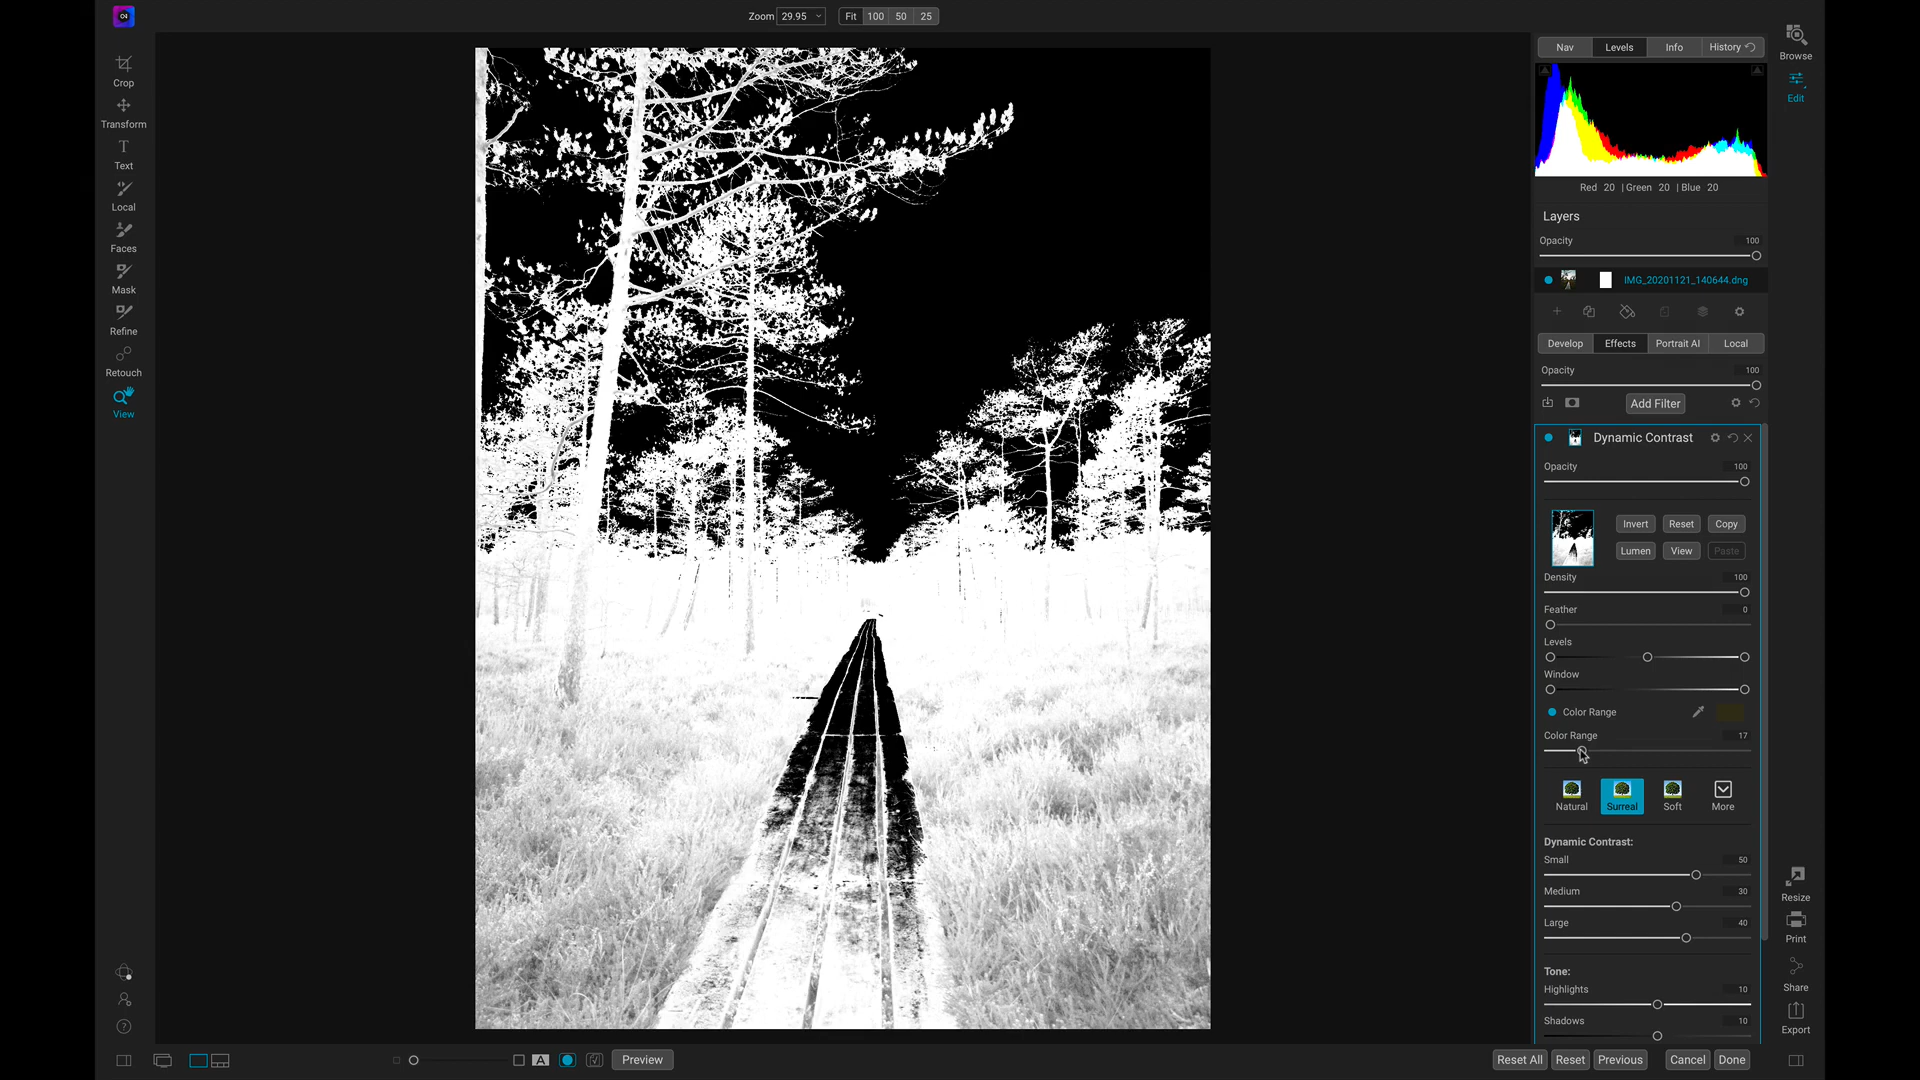 Zoom 29.95 Fit 100 50 25
Crop
Transform
Text
Local
Faces
Mask
Refine
Retouch
View
Nav Levels Info History
Browse
Edit
Red 20 | Green 20 | Blue 20
Layers
Opacity 100
IMG_20201121_140644.dng
Develop Effects Portrait AI Local
Opacity 100
Add Filter
Dynamic Contrast
Opacity 100
Invert Reset Copy
Lumen View Paste
Density 100
Feather 0
Levels
Window
Color Range
Color Range 17
Natural Surreal Soft More
Dynamic Contrast:
Small 50
Medium 30
Large 40
Tone:
Highlights 10
Shadows 10
Resize
Print
Share
Export
A Preview
Reset All Reset Previous Cancel Done